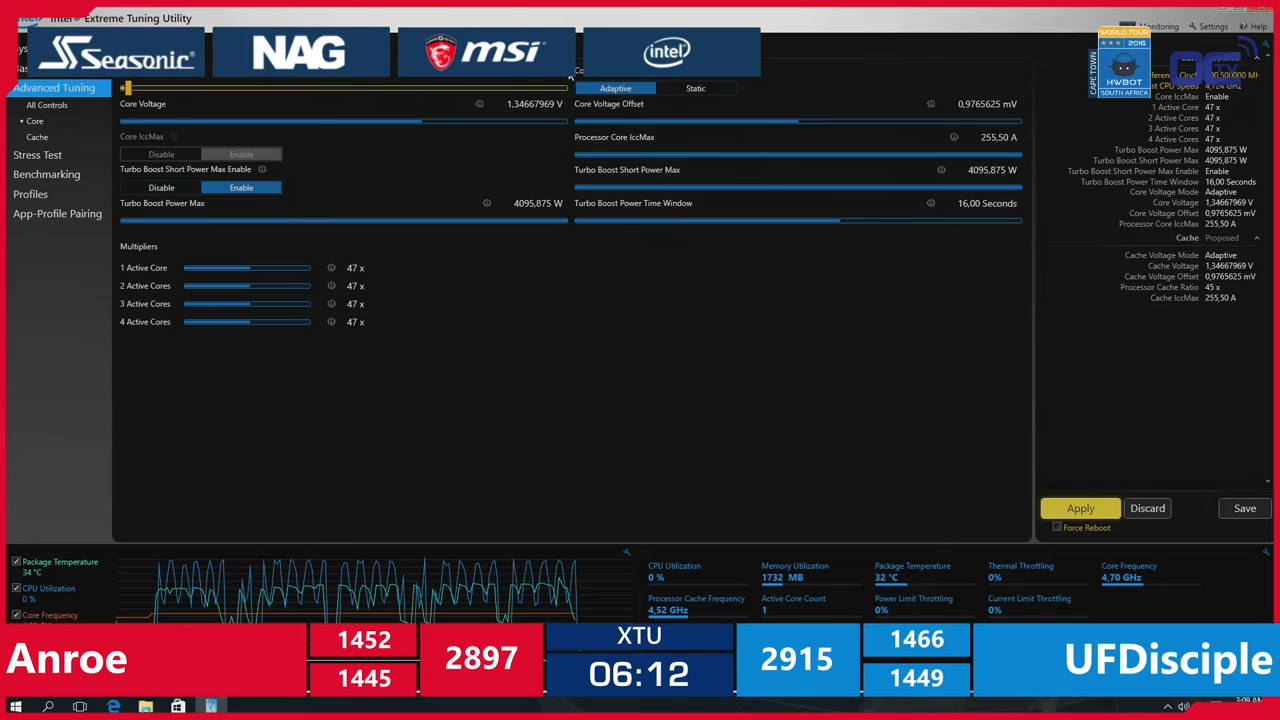 Intel® Extreme Tuning Utility
Monitoring
Settings
Help
Seasonic®
NAG
msi
intel
WORLD TOUR
2016
HWBOT
CAPE TOWN
SOUTH AFRICA
OCTV
Advanced Tuning
All Controls
Core
Cache
Stress Test
Benchmarking
Profiles
App-Profile Pairing
Adaptive
Static
Core Voltage
1,34667969 V
Core Voltage Offset
0,9765625 mV
Core IccMax
Processor Core IccMax
255,50 A
Disable
Enable
Turbo Boost Short Power Max Enable
Turbo Boost Short Power Max
4095,875 W
Disable
Enable
Turbo Boost Power Max
4095,875 W
Turbo Boost Power Time Window
16,00 Seconds
Multipliers
1 Active Core
47 x
2 Active Cores
47 x
3 Active Cores
47 x
4 Active Cores
47 x
Core IccMax Enable
1 Active Core 47 x
2 Active Cores 47 x
3 Active Cores 47 x
4 Active Cores 47 x
Turbo Boost Power Max 4095,875 W
Turbo Boost Short Power Max 4095,875 W
Turbo Boost Short Power Max Enable Enable
Turbo Boost Power Time Window 16,00 Seconds
Core Voltage Mode Adaptive
Core Voltage 1,34667969 V
Core Voltage Offset 0,9765625 mV
Processor Core IccMax 255,50 A
Cache Proposed
Cache Voltage Mode Adaptive
Cache Voltage 1,34667969 V
Cache Voltage Offset 0,9765625 mV
Processor Cache Ratio 45 x
Cache IccMax 255,50 A
Apply
Discard
Save
Force Reboot
Package Temperature
34 °C
CPU Utilization
0 %
Core Frequency
CPU Utilization
0 %
Memory Utilization
1732 MB
Package Temperature
32 °C
Thermal Throttling
0%
Core Frequency
4,70 GHz
Processor Cache Frequency
4,52 GHz
Active Core Count
1
Power Limit Throttling
0%
Current Limit Throttling
0%
Anroe
1452
1445
2897
XTU
06:12
2915
1466
1449
UFDisciple